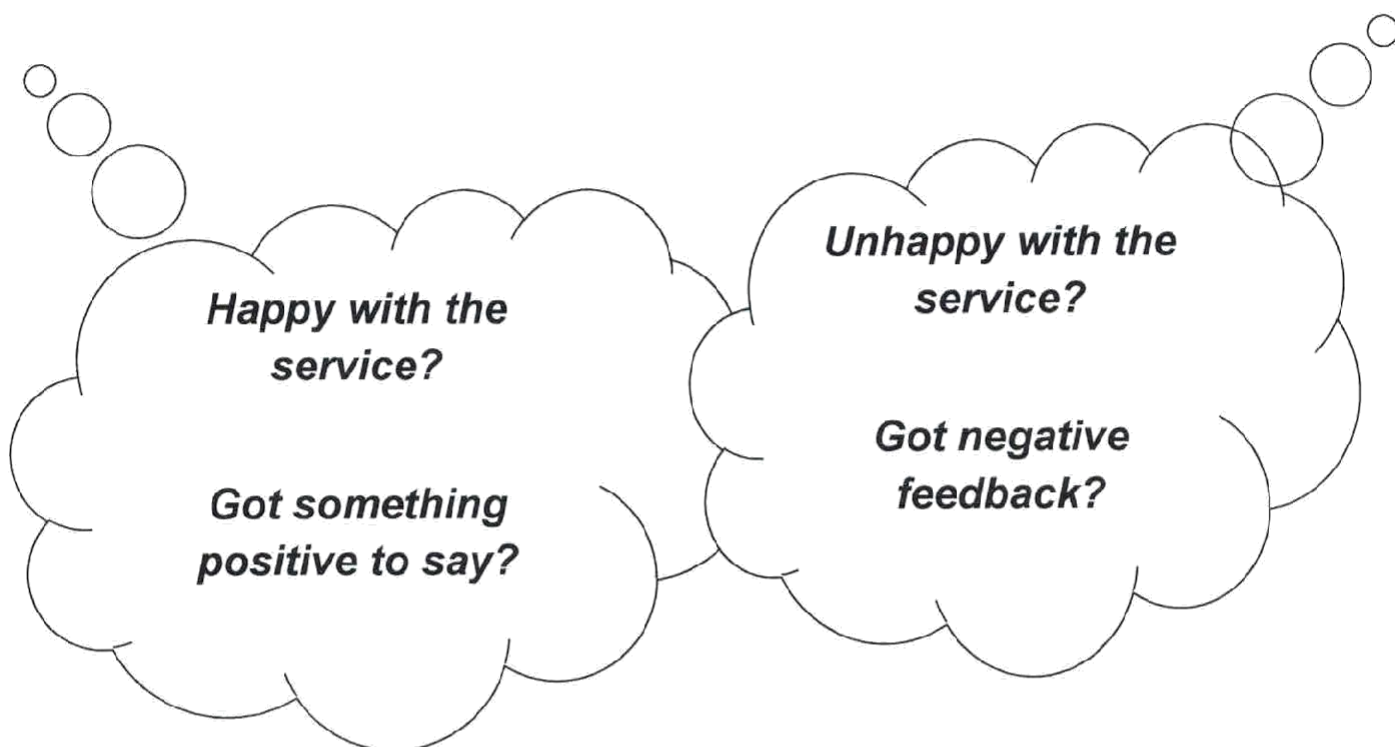 Happy with the
service?
Got something
positive to say?
Unhappy with the
service?
Got negative
feedback?